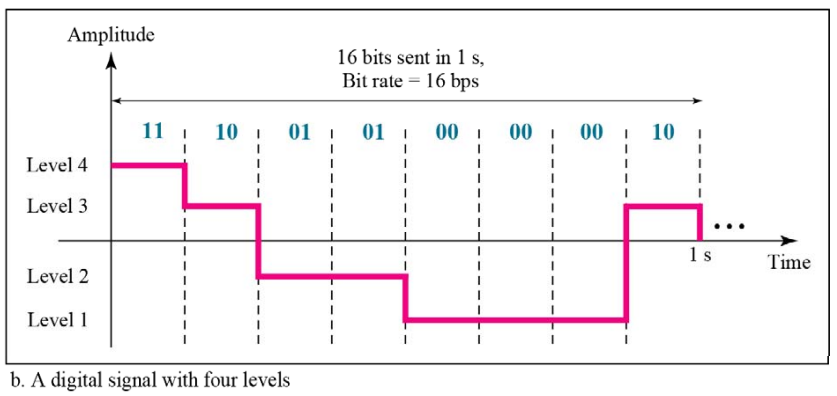 Amplitude
16 bits sent in 1 s,
Bit rate = 16 bps
11 10 01 01 00 00 00 10
Level 4
Level 3
...
1 s
Time
Level 2
Level 1
b. A digital signal with four levels